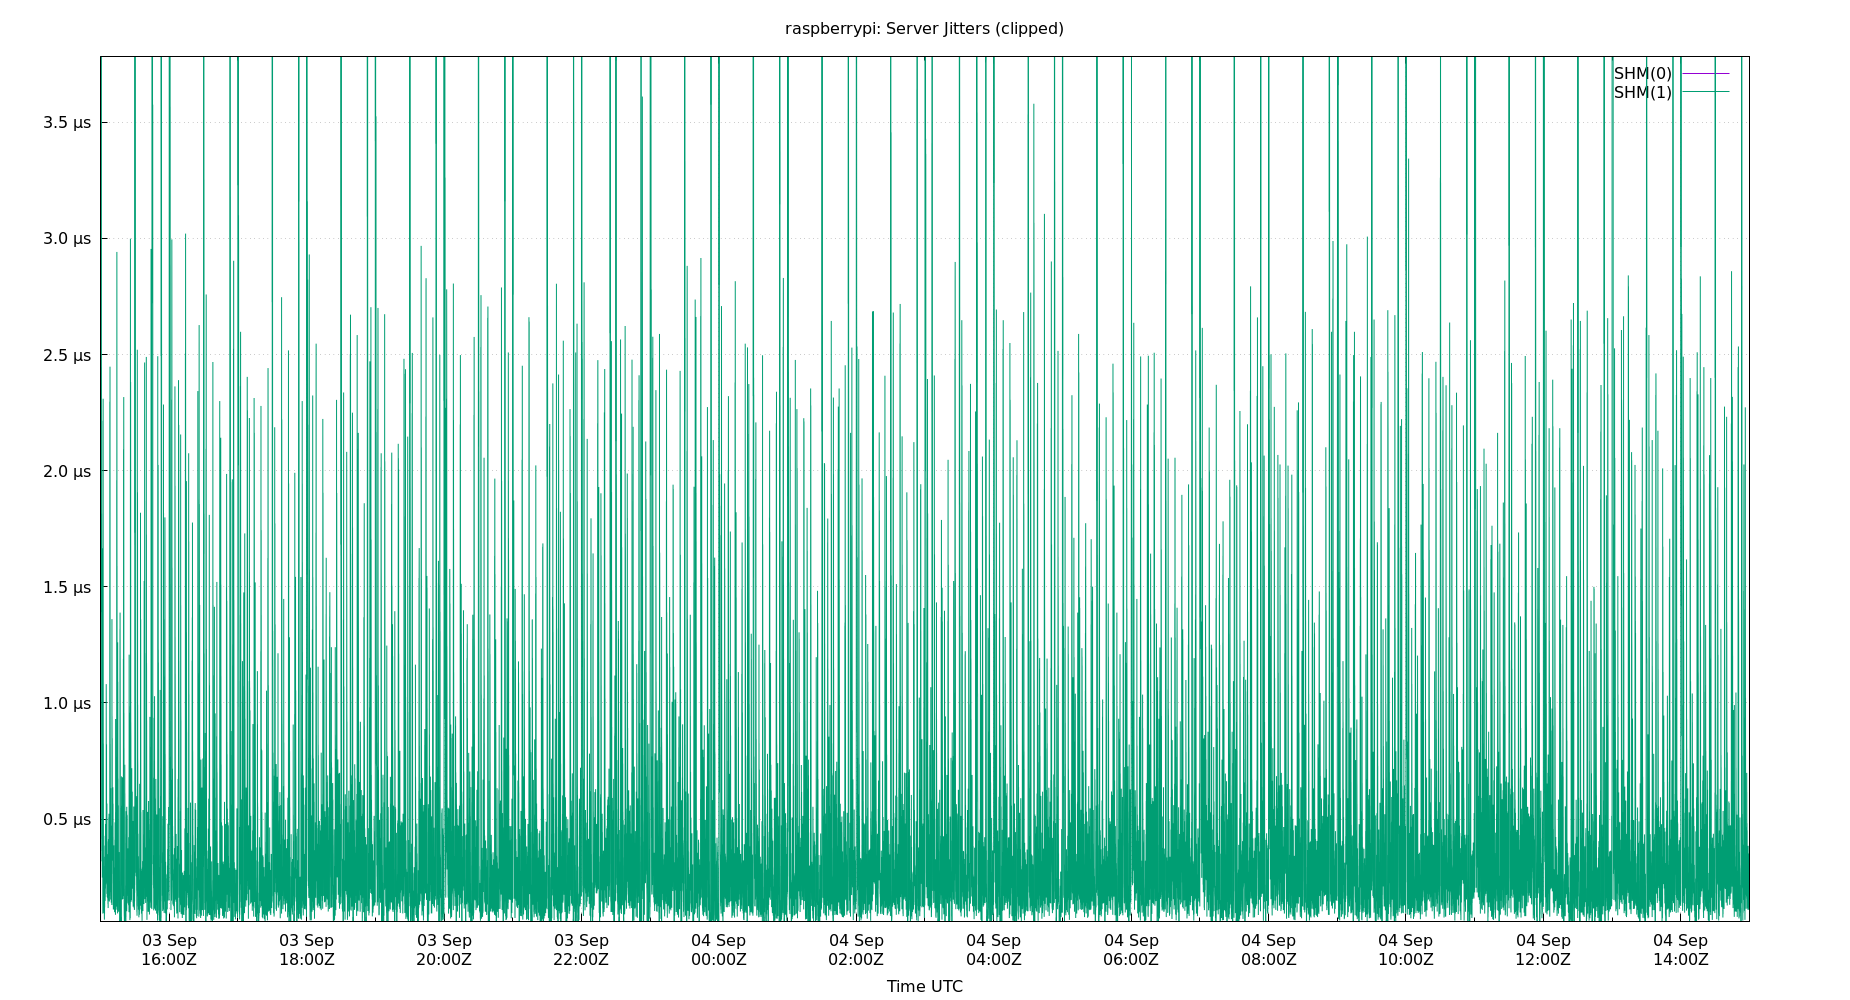 raspberrypi: Server Jitters (clipped)
SHM(0)
SHM(1)
3.5 µs
3.0 µs
2.5 µs
2.0 µs
1.5 µs
1.0 µs
0.5 µs
03 Sep 03 Sep 03 Sep 03 Sep 04 Sep 04 Sep 04 Sep 04 Sep 04 Sep 04 Sep 04 Sep 04 Sep
16:00Z 18:00Z 20:00Z 22:00Z 00:00Z 02:00Z 04:00Z 06:00Z 08:00Z 10:00Z 12:00Z 14:00Z
Time UTC